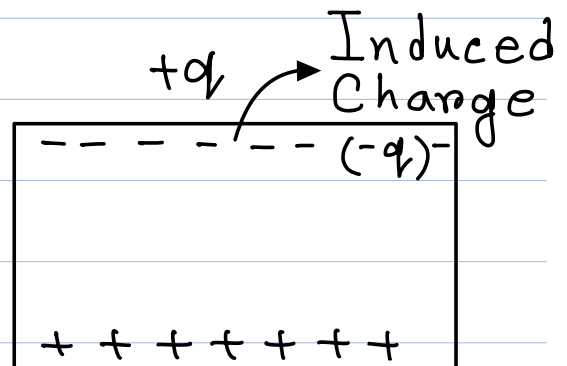 +q Induced
Charge
- - - - - - (-q) -
+ + + + + + +